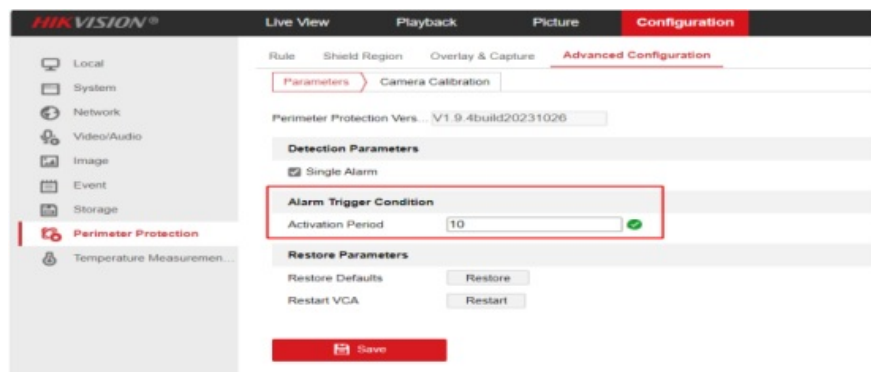 HIKVISION® Live View Playback Picture Configuration
Local
System
Network
Video/Audio
Image
Event
Storage
Perimeter Protection
Temperature Measuremen...
Rule Shield Region Overlay & Capture Advanced Configuration
Parameters Camera Calibration
Perimeter Protection Vers... V1.9.4build20231026
Detection Parameters
Single Alarm
Alarm Trigger Condition
Activation Period 10
Restore Parameters
Restore Defaults Restore
Restart VCA Restart
Save